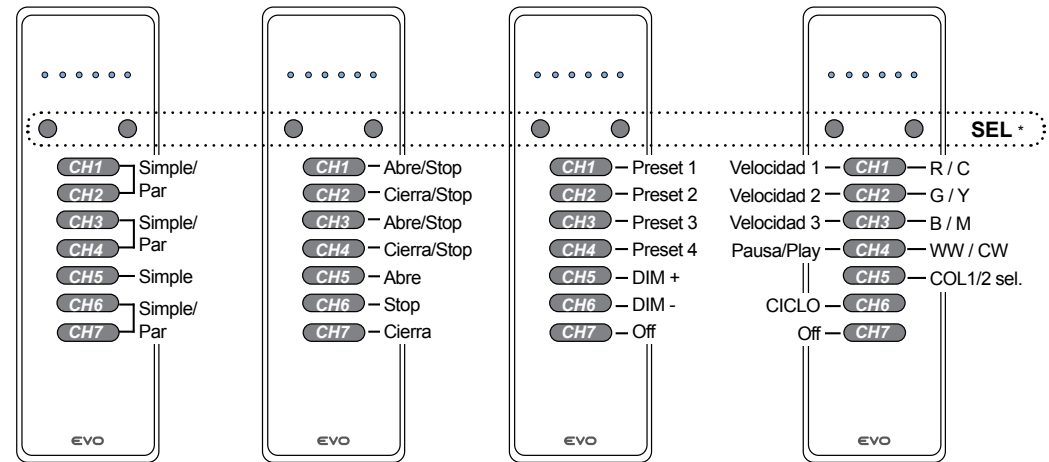 SEL *
CH1
CH2
CH3
CH4
CH5
CH6
CH7
Simple/
Par
Simple/
Par
Simple
Simple/
Par
EVO
CH1 Abre/Stop
CH2 Cierra/Stop
CH3 Abre/Stop
CH4 Cierra/Stop
CH5 Abre
CH6 Stop
CH7 Cierra
EVO
CH1 Preset 1
CH2 Preset 2
CH3 Preset 3
CH4 Preset 4
CH5 DIM +
CH6 DIM -
CH7 Off
EVO
Velocidad 1 CH1 R / C
Velocidad 2 CH2 G / Y
Velocidad 3 CH3 B / M
Pausa/Play CH4 WW / CW
CH5 COL1/2 sel.
CICLO CH6
Off CH7
EVO